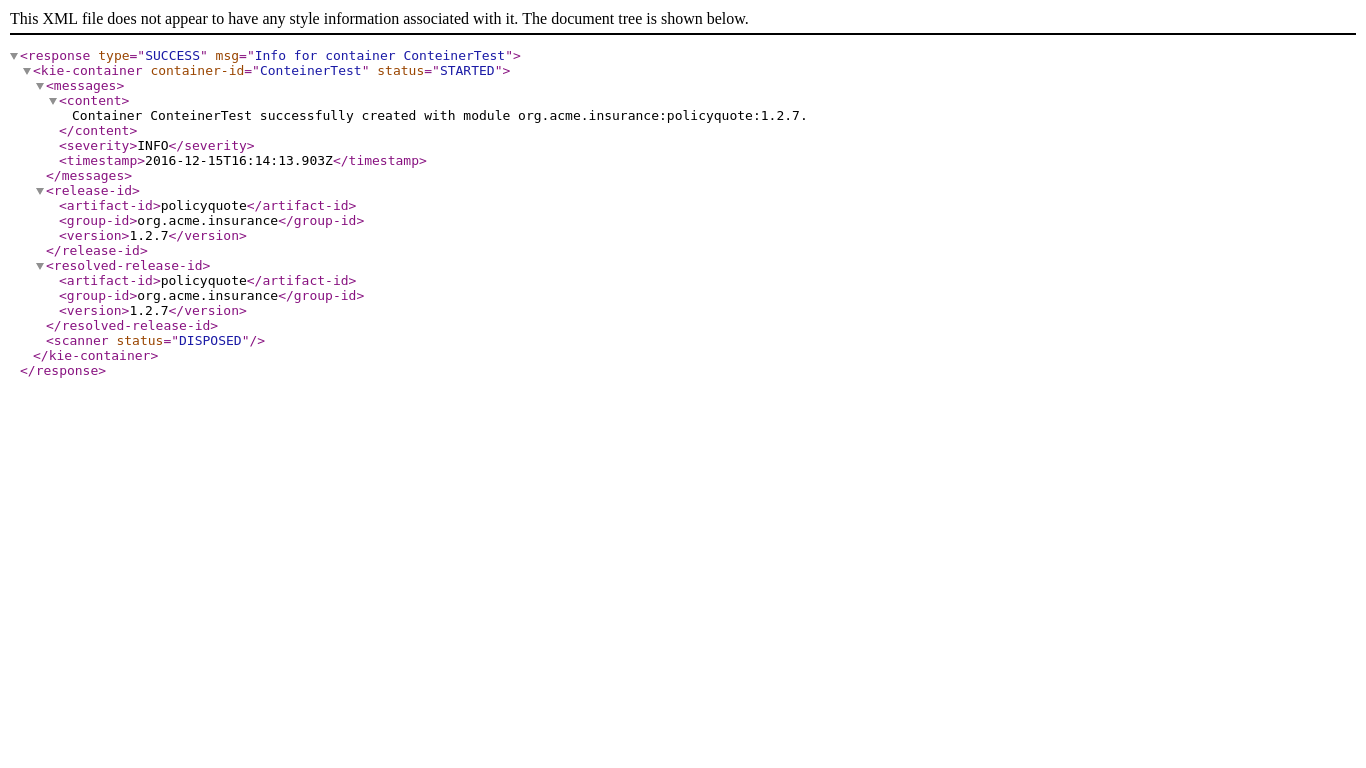 This XML file does not appear to have any style information associated with it. The document tree is shown below.
<response type="SUCCESS" msg="Info for container ConteinerTest">
<kie-container container-id="ConteinerTest" status="STARTED">
<messages>
<content>
Container ConteinerTest successfully created with module org.acme.insurance:policyquote:1.2.7.
</content>
<severity>INFO</severity>
<timestamp>2016-12-15T16:14:13.903Z</timestamp>
</messages>
<release-id>
<artifact-id>policyquote</artifact-id>
<group-id>org.acme.insurance</group-id>
<version>1.2.7</version>
</release-id>
<resolved-release-id>
<artifact-id>policyquote</artifact-id>
<group-id>org.acme.insurance</group-id>
<version>1.2.7</version>
</resolved-release-id>
<scanner status="DISPOSED"/>
</kie-container>
</response>